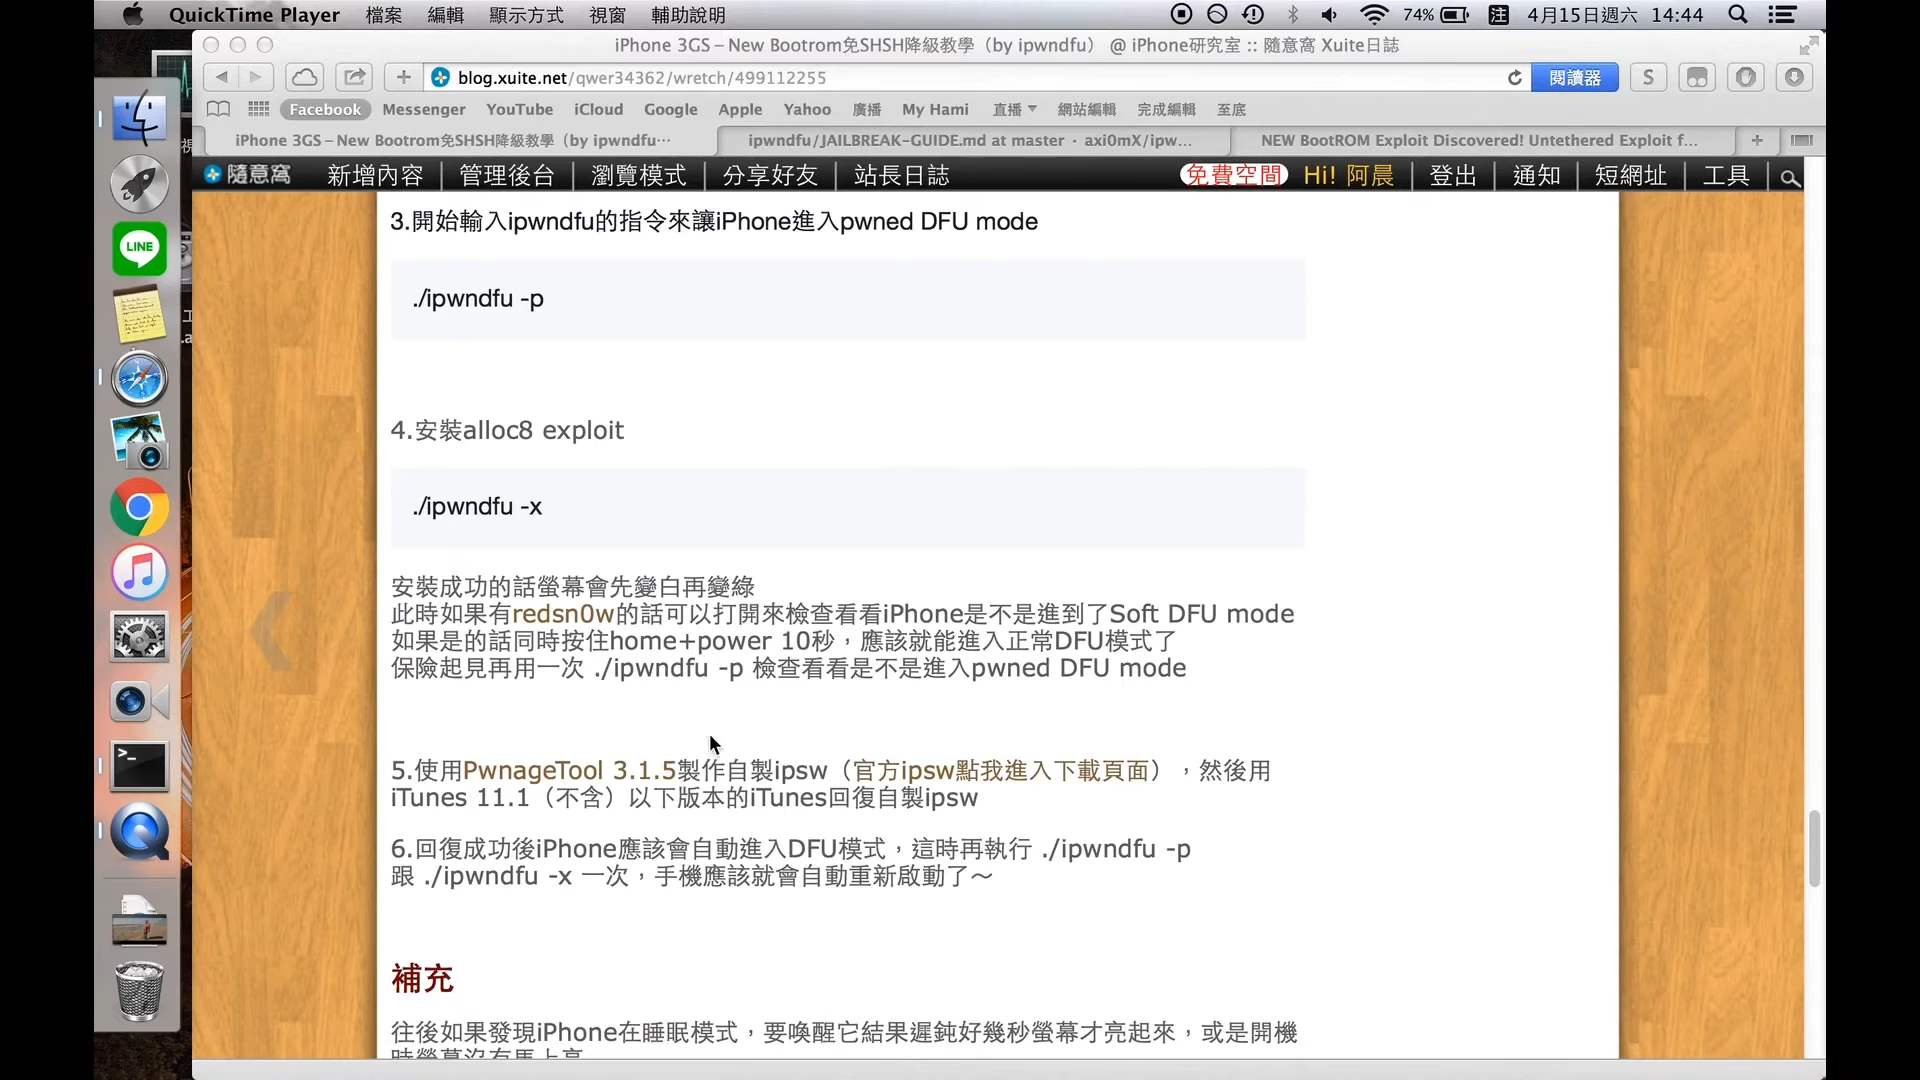 QuickTime Player 檔案 編輯 顯示方式 視窗 輔助說明 74% 注 4月15日週六 14:44
iPhone 3GS－New Bootrom免SHSH降級教學（by ipwndfu） @ iPhone研究室 :: 隨意窩 Xuite日誌
blog.xuite.net/qwer34362/wretch/499112255 閱讀器 S
Facebook Messenger YouTube iCloud Google Apple Yahoo 廣播 My Hami 直播 網站編輯 完成編輯 至底
iPhone 3GS－New Bootrom免SHSH降級教學（by ipwndfu… ipwndfu/JAILBREAK-GUIDE.md at master · axi0mX/ipw... NEW BootROM Exploit Discovered! Untethered Exploit f...
隨意窩 新增內容 管理後台 瀏覽模式 分享好友 站長日誌 免費空間 Hi! 阿晨 登出 通知 短網址 工具
LINE
3.開始輸入ipwndfu的指令來讓iPhone進入pwned DFU mode
./ipwndfu -p
4.安裝alloc8 exploit
./ipwndfu -x
安裝成功的話螢幕會先變白再變綠
此時如果有redsn0w的話可以打開來檢查看看iPhone是不是進到了Soft DFU mode
如果是的話同時按住home+power 10秒，應該就能進入正常DFU模式了
保險起見再用一次 ./ipwndfu -p 檢查看看是不是進入pwned DFU mode
5.使用PwnageTool 3.1.5製作自製ipsw（官方ipsw點我進入下載頁面），然後用
iTunes 11.1（不含）以下版本的iTunes回復自製ipsw
6.回復成功後iPhone應該會自動進入DFU模式，這時再執行 ./ipwndfu -p
跟 ./ipwndfu -x 一次，手機應該就會自動重新啟動了～
補充
往後如果發現iPhone在睡眠模式，要喚醒它結果遲鈍好幾秒螢幕才亮起來，或是開機
時螢幕沒有馬上亮